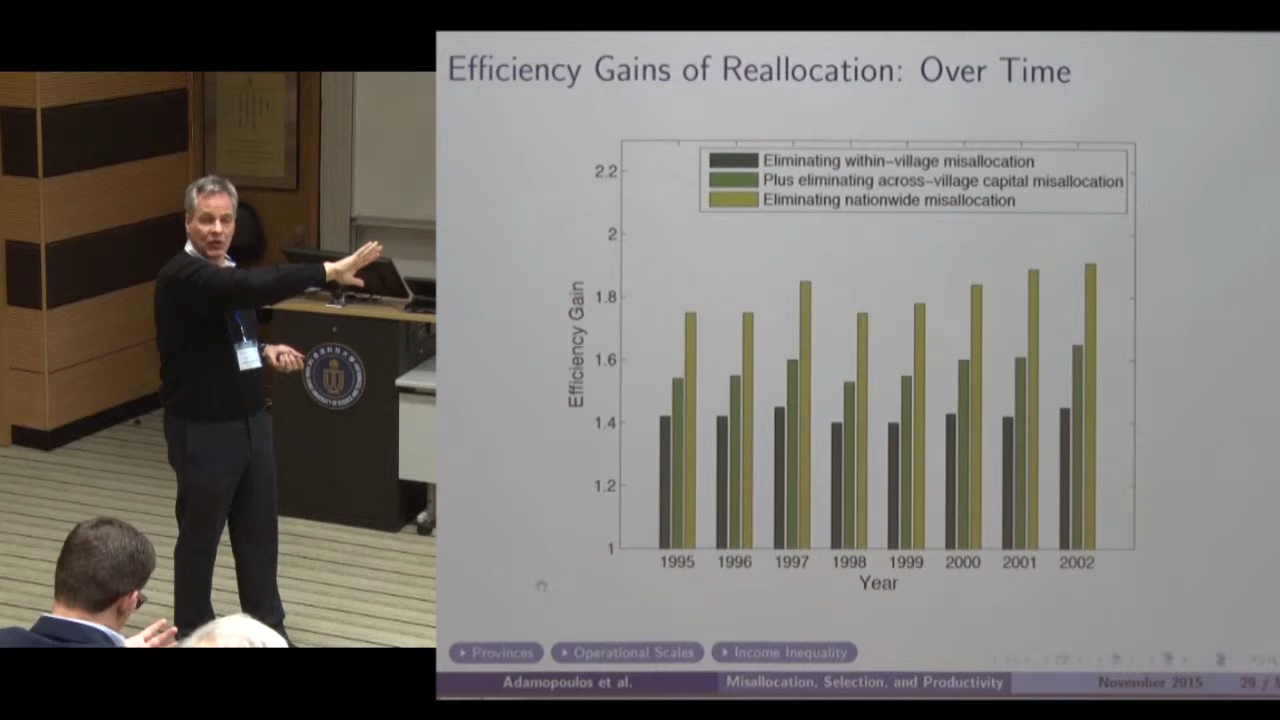 Efficiency Gains of Reallocation: Over Time
Eliminating within-village misallocation
Plus eliminating across-village capital misallocation
Eliminating nationwide misallocation
2.2
2
1.8
1.6
1.4
1.2
1
Efficiency Gain
1995 1996 1997 1998 1999 2000 2001 2002
Year
Provinces Operational Scales Income Inequality
Adamopoulos et al. Misallocation, Selection, and Productivity November 2015 29 /